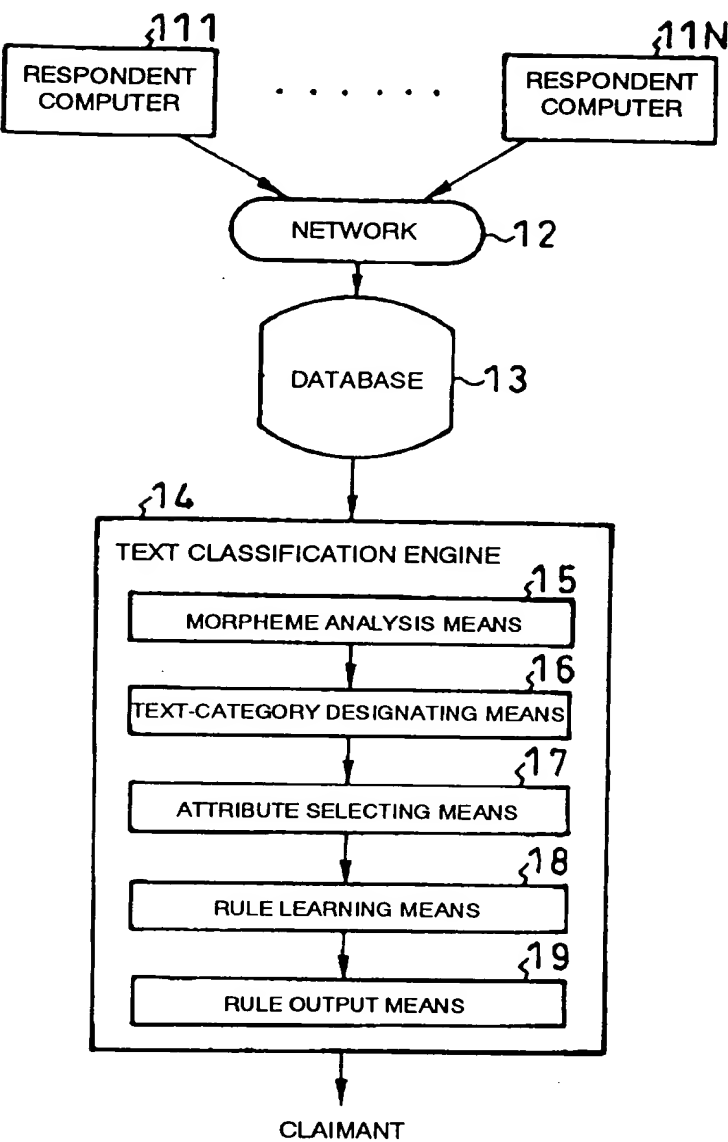 111
11N
RESPONDENT
COMPUTER
. . . . . .
RESPONDENT
COMPUTER
NETWORK
12
DATABASE
13
14
TEXT CLASSIFICATION ENGINE
15
MORPHEME ANALYSIS MEANS
16
TEXT-CATEGORY DESIGNATING MEANS
17
ATTRIBUTE SELECTING MEANS
18
RULE LEARNING MEANS
19
RULE OUTPUT MEANS
CLAIMANT